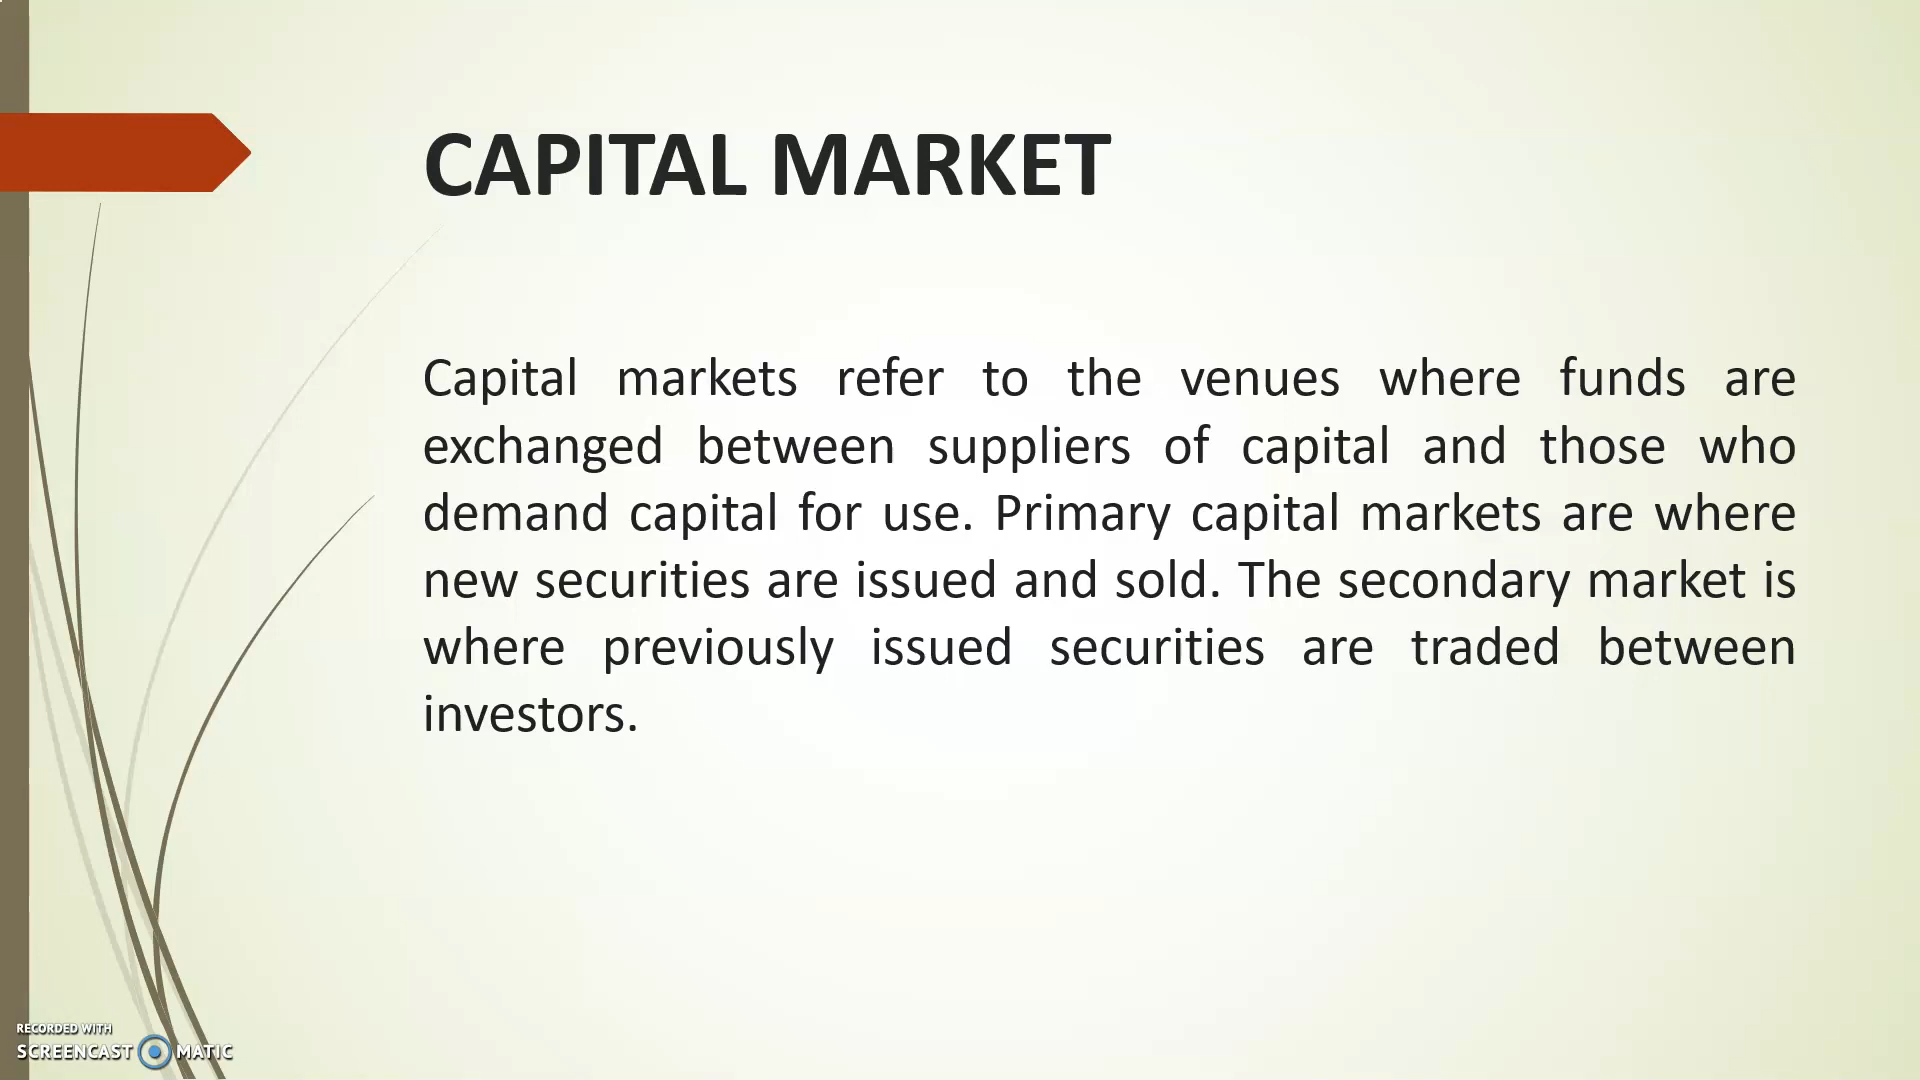 CAPITAL MARKET
Capital markets refer to the venues where funds are
exchanged between suppliers of capital and those who
demand capital for use. Primary capital markets are where
new securities are issued and sold. The secondary market is
where previously issued securities are traded between
investors.
RECORDED WITH
SCREENCAST MATIC